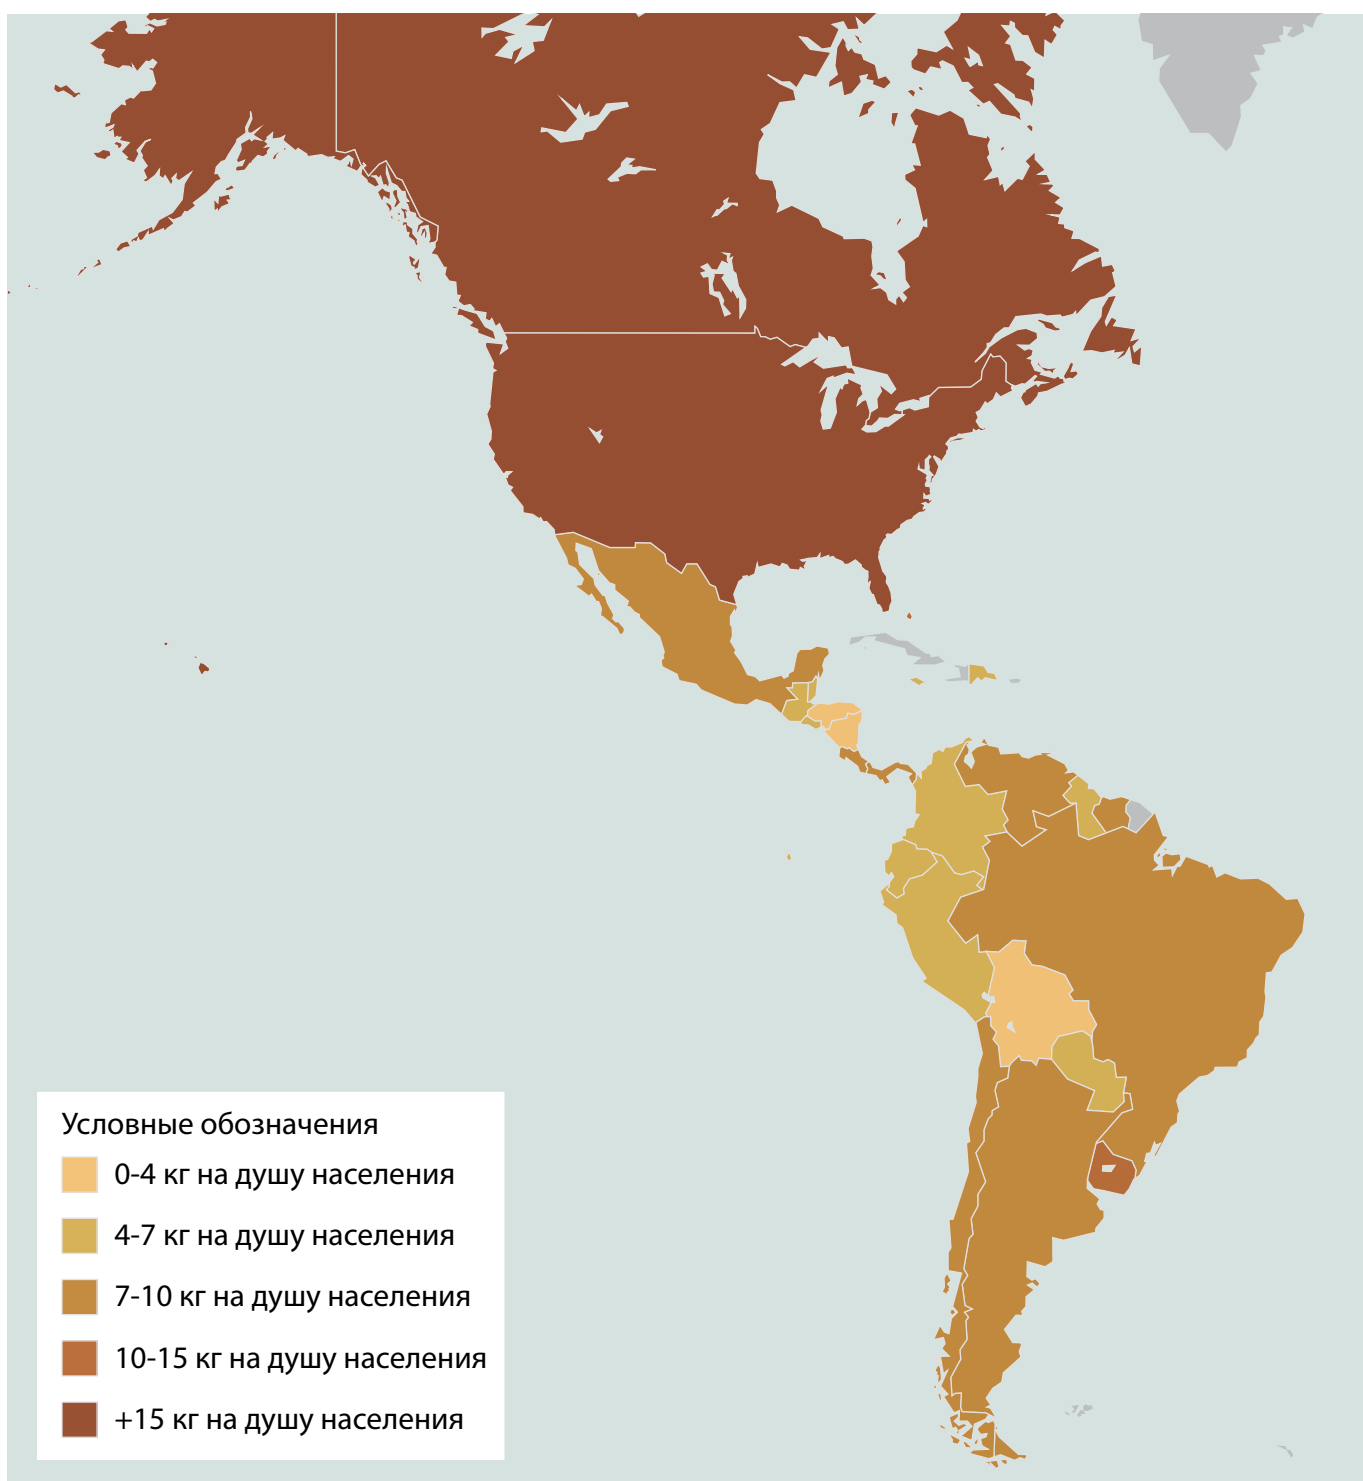 Условные обозначения
0-4 кг на душу населения
4-7 кг на душу населения
7-10 кг на душу населения
10-15 кг на душу населения
+15 кг на душу населения